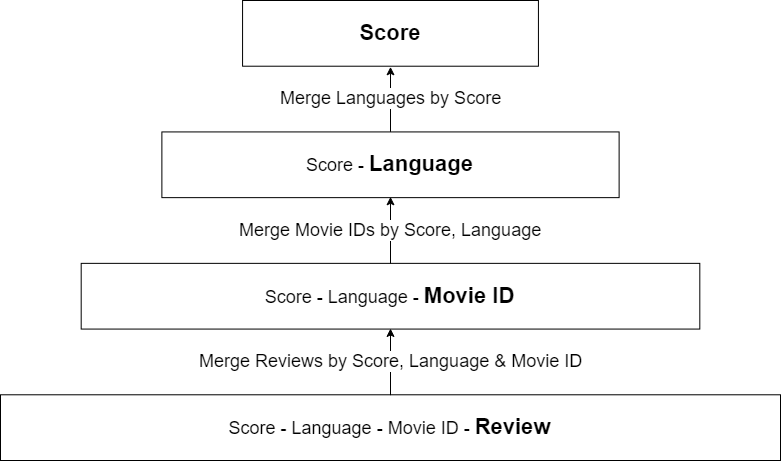 Score
Merge Languages by Score
Score - Language
Merge Movie IDs by Score, Language
Score - Language - Movie ID
Merge Reviews by Score, Language & Movie ID
Score - Language - Movie ID - Review